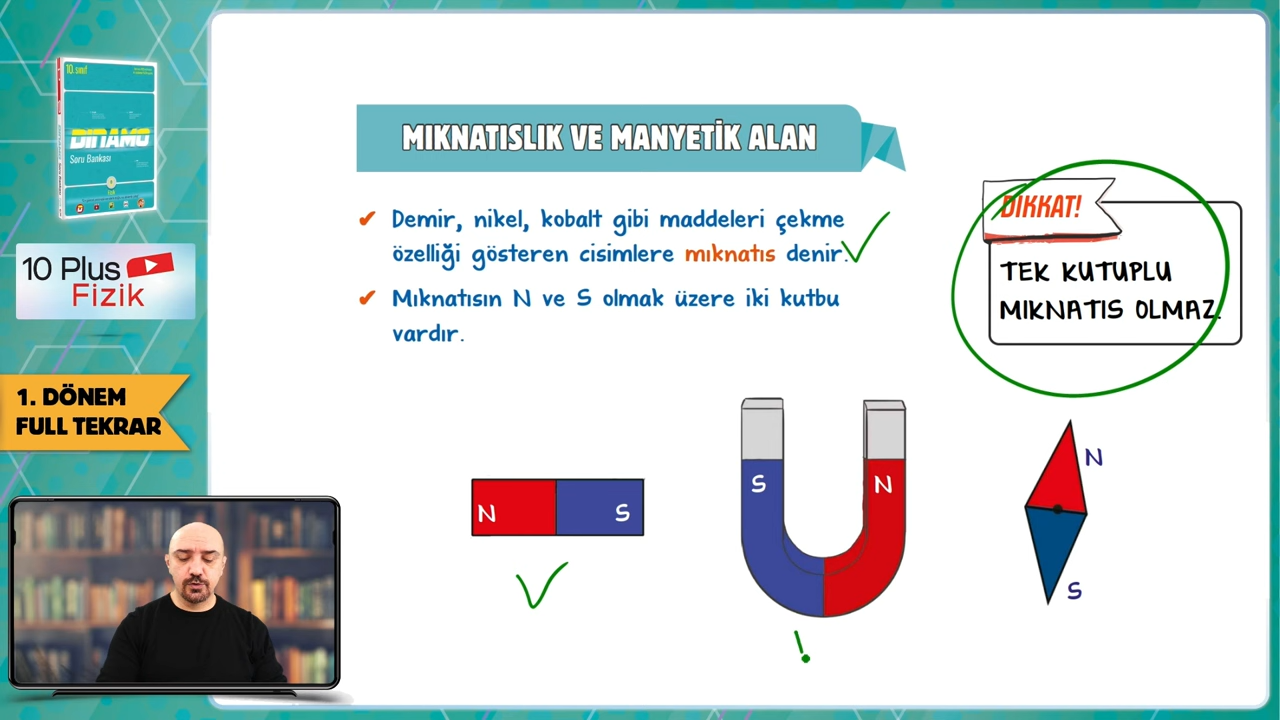 10. Sınıf
DINAMO
Soru Bankası
10 Plus
Fizik
1. DÖNEM
FULL TEKRAR
MIKNATISLIK VE MANYETİK ALAN
✔ Demir, nikel, kobalt gibi maddeleri çekme
özelliği gösteren cisimlere mıknatıs denir.
✔ Mıknatısın N ve S olmak üzere iki kutbu
vardır.
DİKKAT!
TEK KUTUPLU
MIKNATIS OLMAZ.
N S
S N
N
S